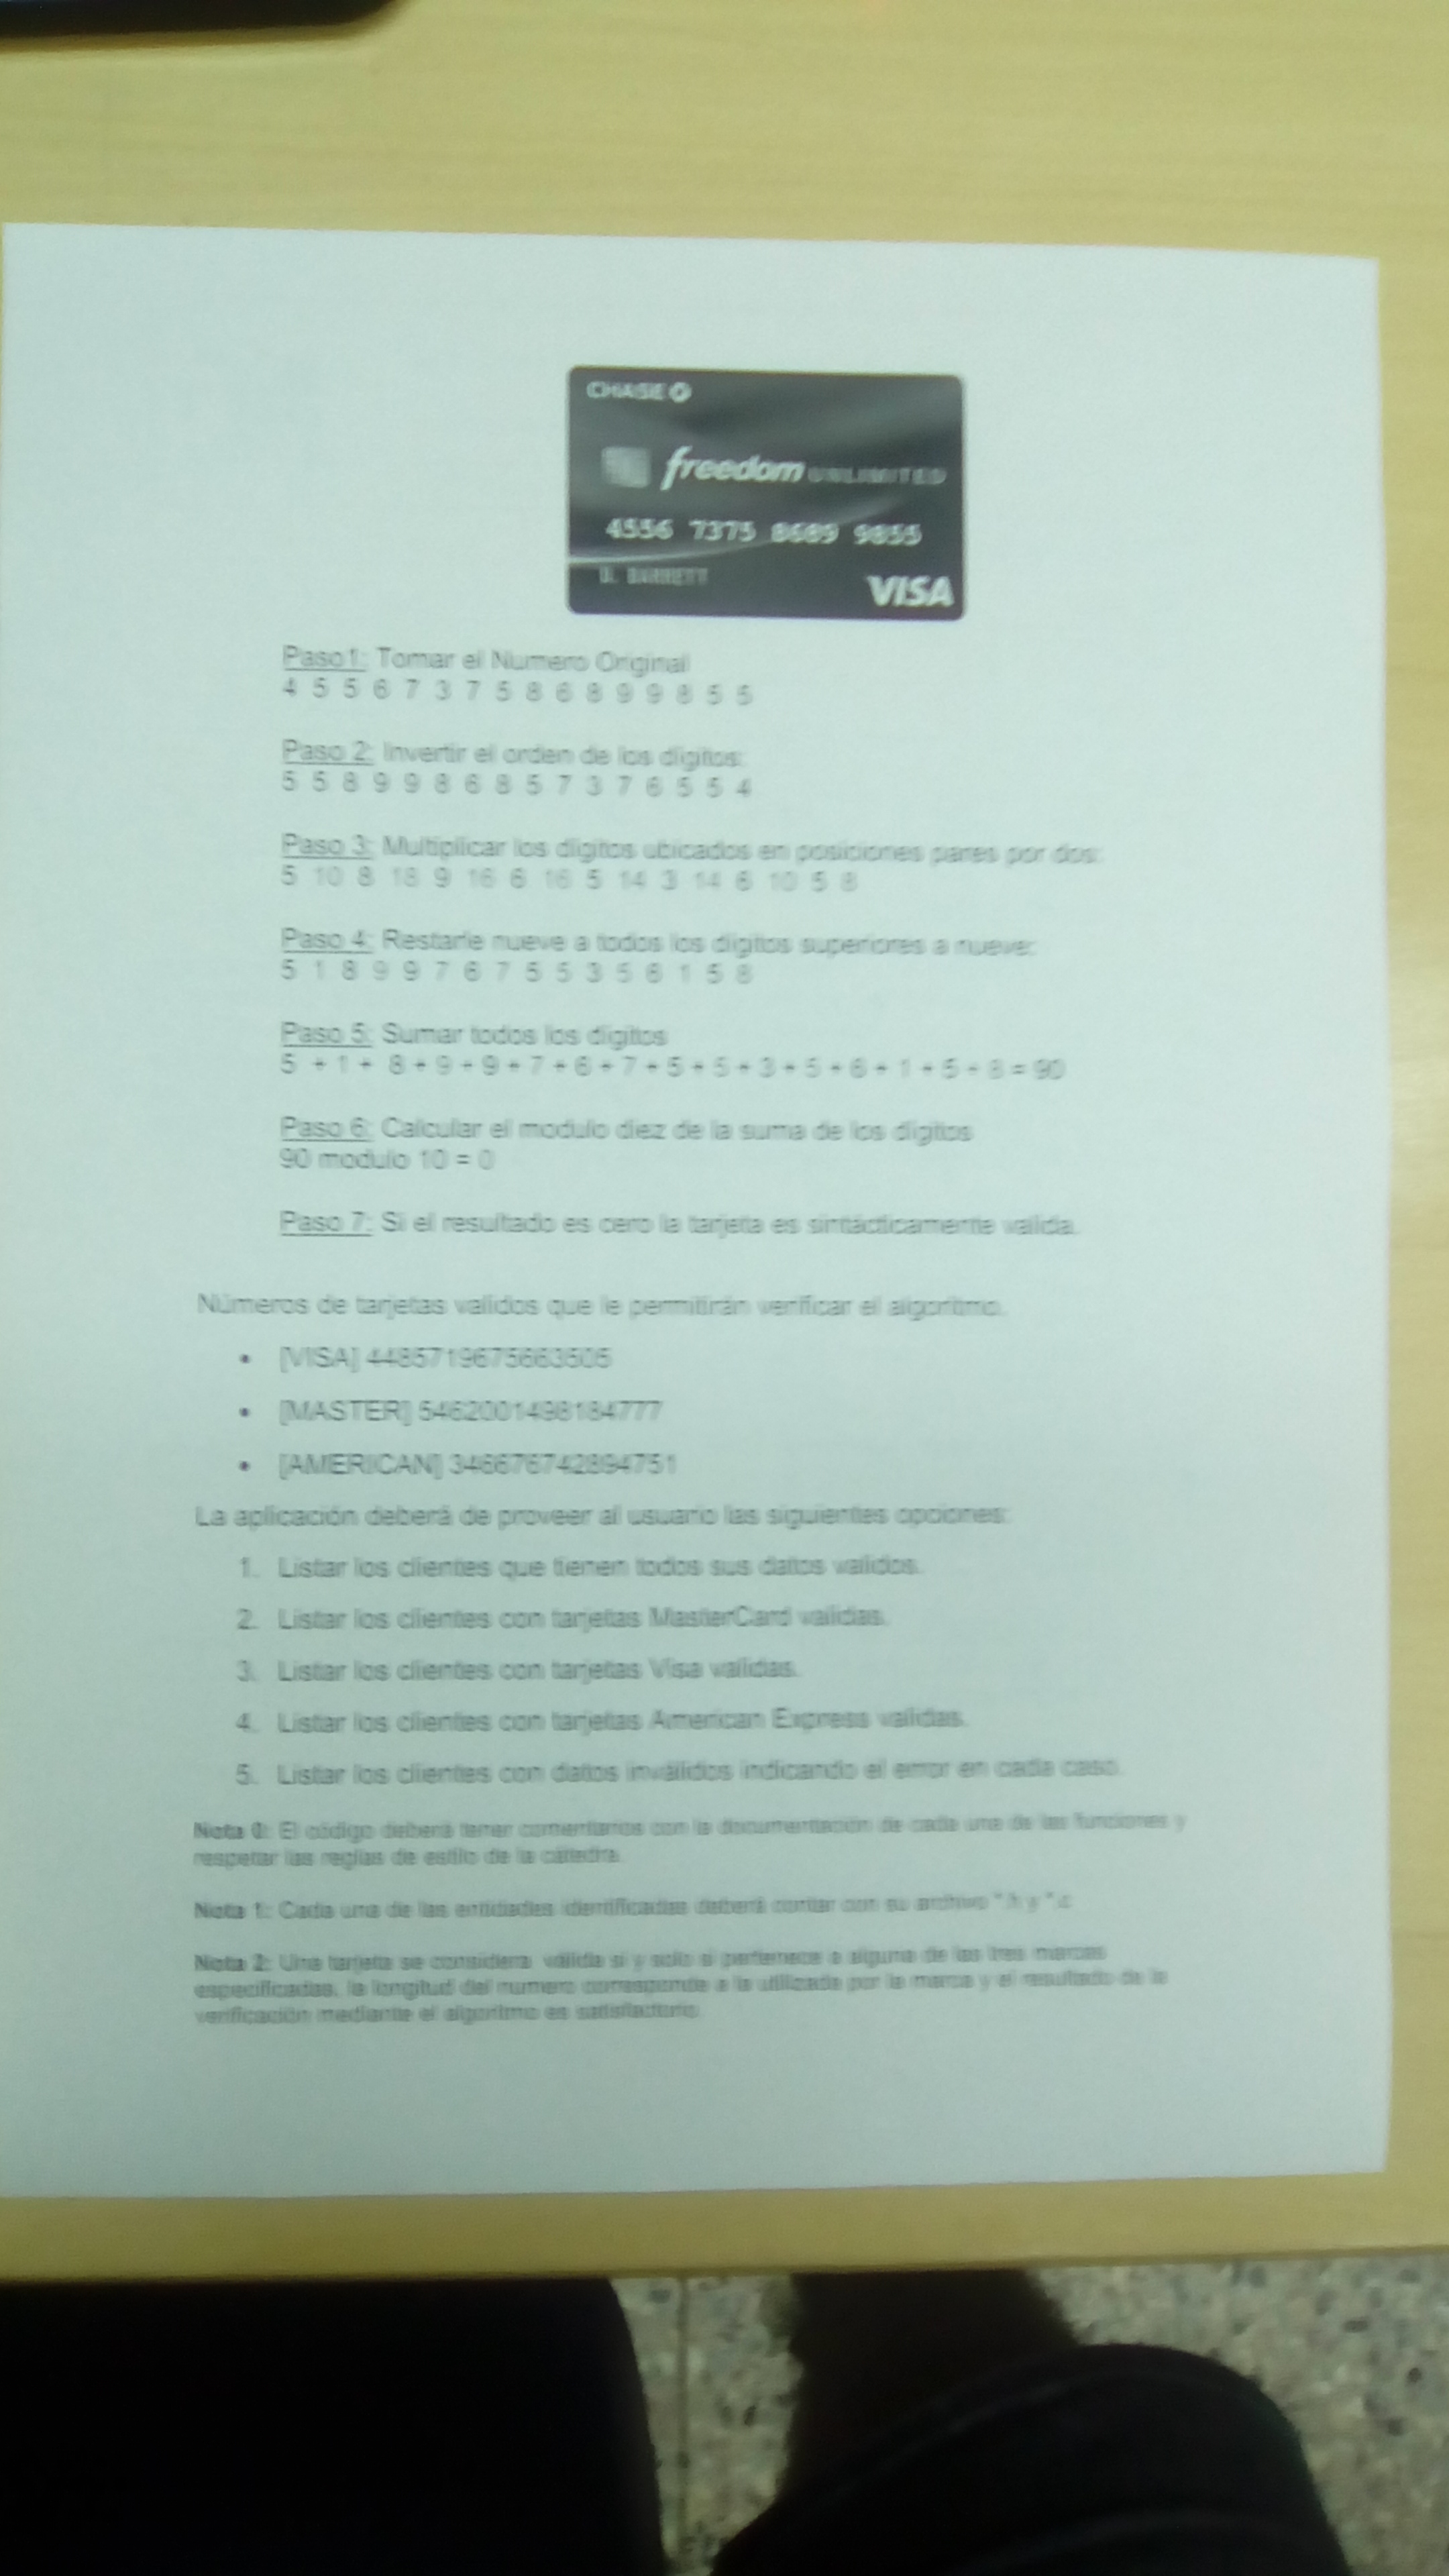 CHASE
freedom UNLIMITED
4556 7375 8689 9855
D. BARRETT
VISA
Paso1: Tomar el Numero Original
4 5 5 6 7 3 7 5 8 6 8 9 9 8 5 5
Paso 2: Invertir el orden de los dígitos:
5 5 8 9 9 8 6 8 5 7 3 7 6 5 5 4
Paso 3: Multiplicar los dígitos ubicados en posiciones pares por dos:
5 10 8 18 9 16 6 16 5 14 3 14 6 10 5 8
Paso 4: Restarle nueve a todos los dígitos superiores a nueve:
5 1 8 9 9 7 6 7 5 5 3 5 6 1 5 8
Paso 5: Sumar todos los dígitos
5 + 1 + 8 + 9 + 9 + 7 + 6 + 7 + 5 + 5 + 3 + 5 + 6 + 1 + 5 + 8 = 90
Paso 6: Calcular el modulo diez de la suma de los dígitos
90 modulo 10 = 0
Paso 7: Si el resultado es cero la tarjeta es sintácticamente valida.
Números de tarjetas validos que le permitirán verificar el algoritmo.
• [VISA]
• [MASTER] 5462001498184777
• [AMERICAN] 346676742894751
La aplicación deberá de proveer al usuario las siguientes opciones:
1. Listar los clientes que tienen todos sus datos validos.
2. Listar los clientes con tarjetas MasterCard validas.
3. Listar los clientes con tarjetas Visa validas.
4. Listar los clientes con tarjetas American Express validas.
5. Listar los clientes con datos inválidos indicando el error en cada caso.
Nota 0: El código deberá tener comentarios con la documentación de cada una de las funciones y
respetar las reglas de estilo de la cátedra.
Nota 1: Cada una de las entidades identificadas deberá contar con su archivo *.h y *.c
Nota 2: Una tarjeta se considera válida si y solo si pertenece a alguna de las tres marcas
especificadas, la longitud del numero corresponde a la utilizada por la marca y el resultado de la
verificación mediante el algoritmo es satisfactorio.